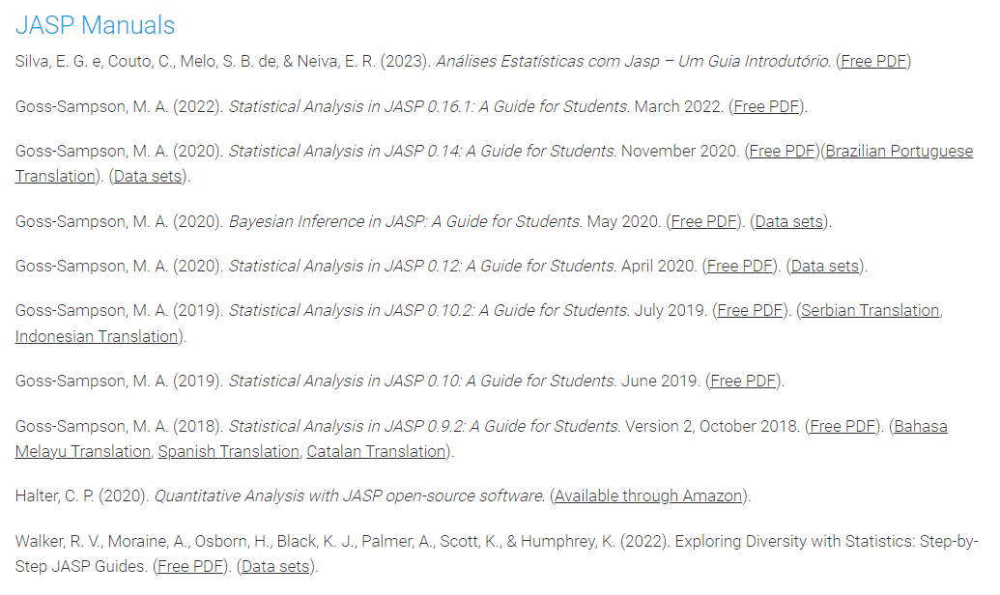 JASP Manuals
Silva, E. G. e, Couto, C., Melo, S. B. de, & Neiva, E. R. (2023). Análises Estatísticas com Jasp – Um Guia Introdutório. (Free PDF)
Goss-Sampson, M. A. (2022). Statistical Analysis in JASP 0.16.1: A Guide for Students. March 2022. (Free PDF).
Goss-Sampson, M. A. (2020). Statistical Analysis in JASP 0.14: A Guide for Students. November 2020. (Free PDF)(Brazilian Portuguese
Translation). (Data sets).
Goss-Sampson, M. A. (2020). Bayesian Inference in JASP: A Guide for Students. May 2020. (Free PDF). (Data sets).
Goss-Sampson, M. A. (2020). Statistical Analysis in JASP 0.12: A Guide for Students. April 2020. (Free PDF). (Data sets).
Goss-Sampson, M. A. (2019). Statistical Analysis in JASP 0.10.2: A Guide for Students. July 2019. (Free PDF). (Serbian Translation,
Indonesian Translation).
Goss-Sampson, M. A. (2019). Statistical Analysis in JASP 0.10: A Guide for Students. June 2019. (Free PDF).
Goss-Sampson, M. A. (2018). Statistical Analysis in JASP 0.9.2: A Guide for Students. Version 2, October 2018. (Free PDF). (Bahasa
Melayu Translation, Spanish Translation, Catalan Translation).
Halter, C. P. (2020). Quantitative Analysis with JASP open-source software. (Available through Amazon).
Walker, R. V., Moraine, A., Osborn, H., Black, K. J., Palmer, A., Scott, K., & Humphrey, K. (2022). Exploring Diversity with Statistics: Step-by-
Step JASP Guides. (Free PDF). (Data sets).